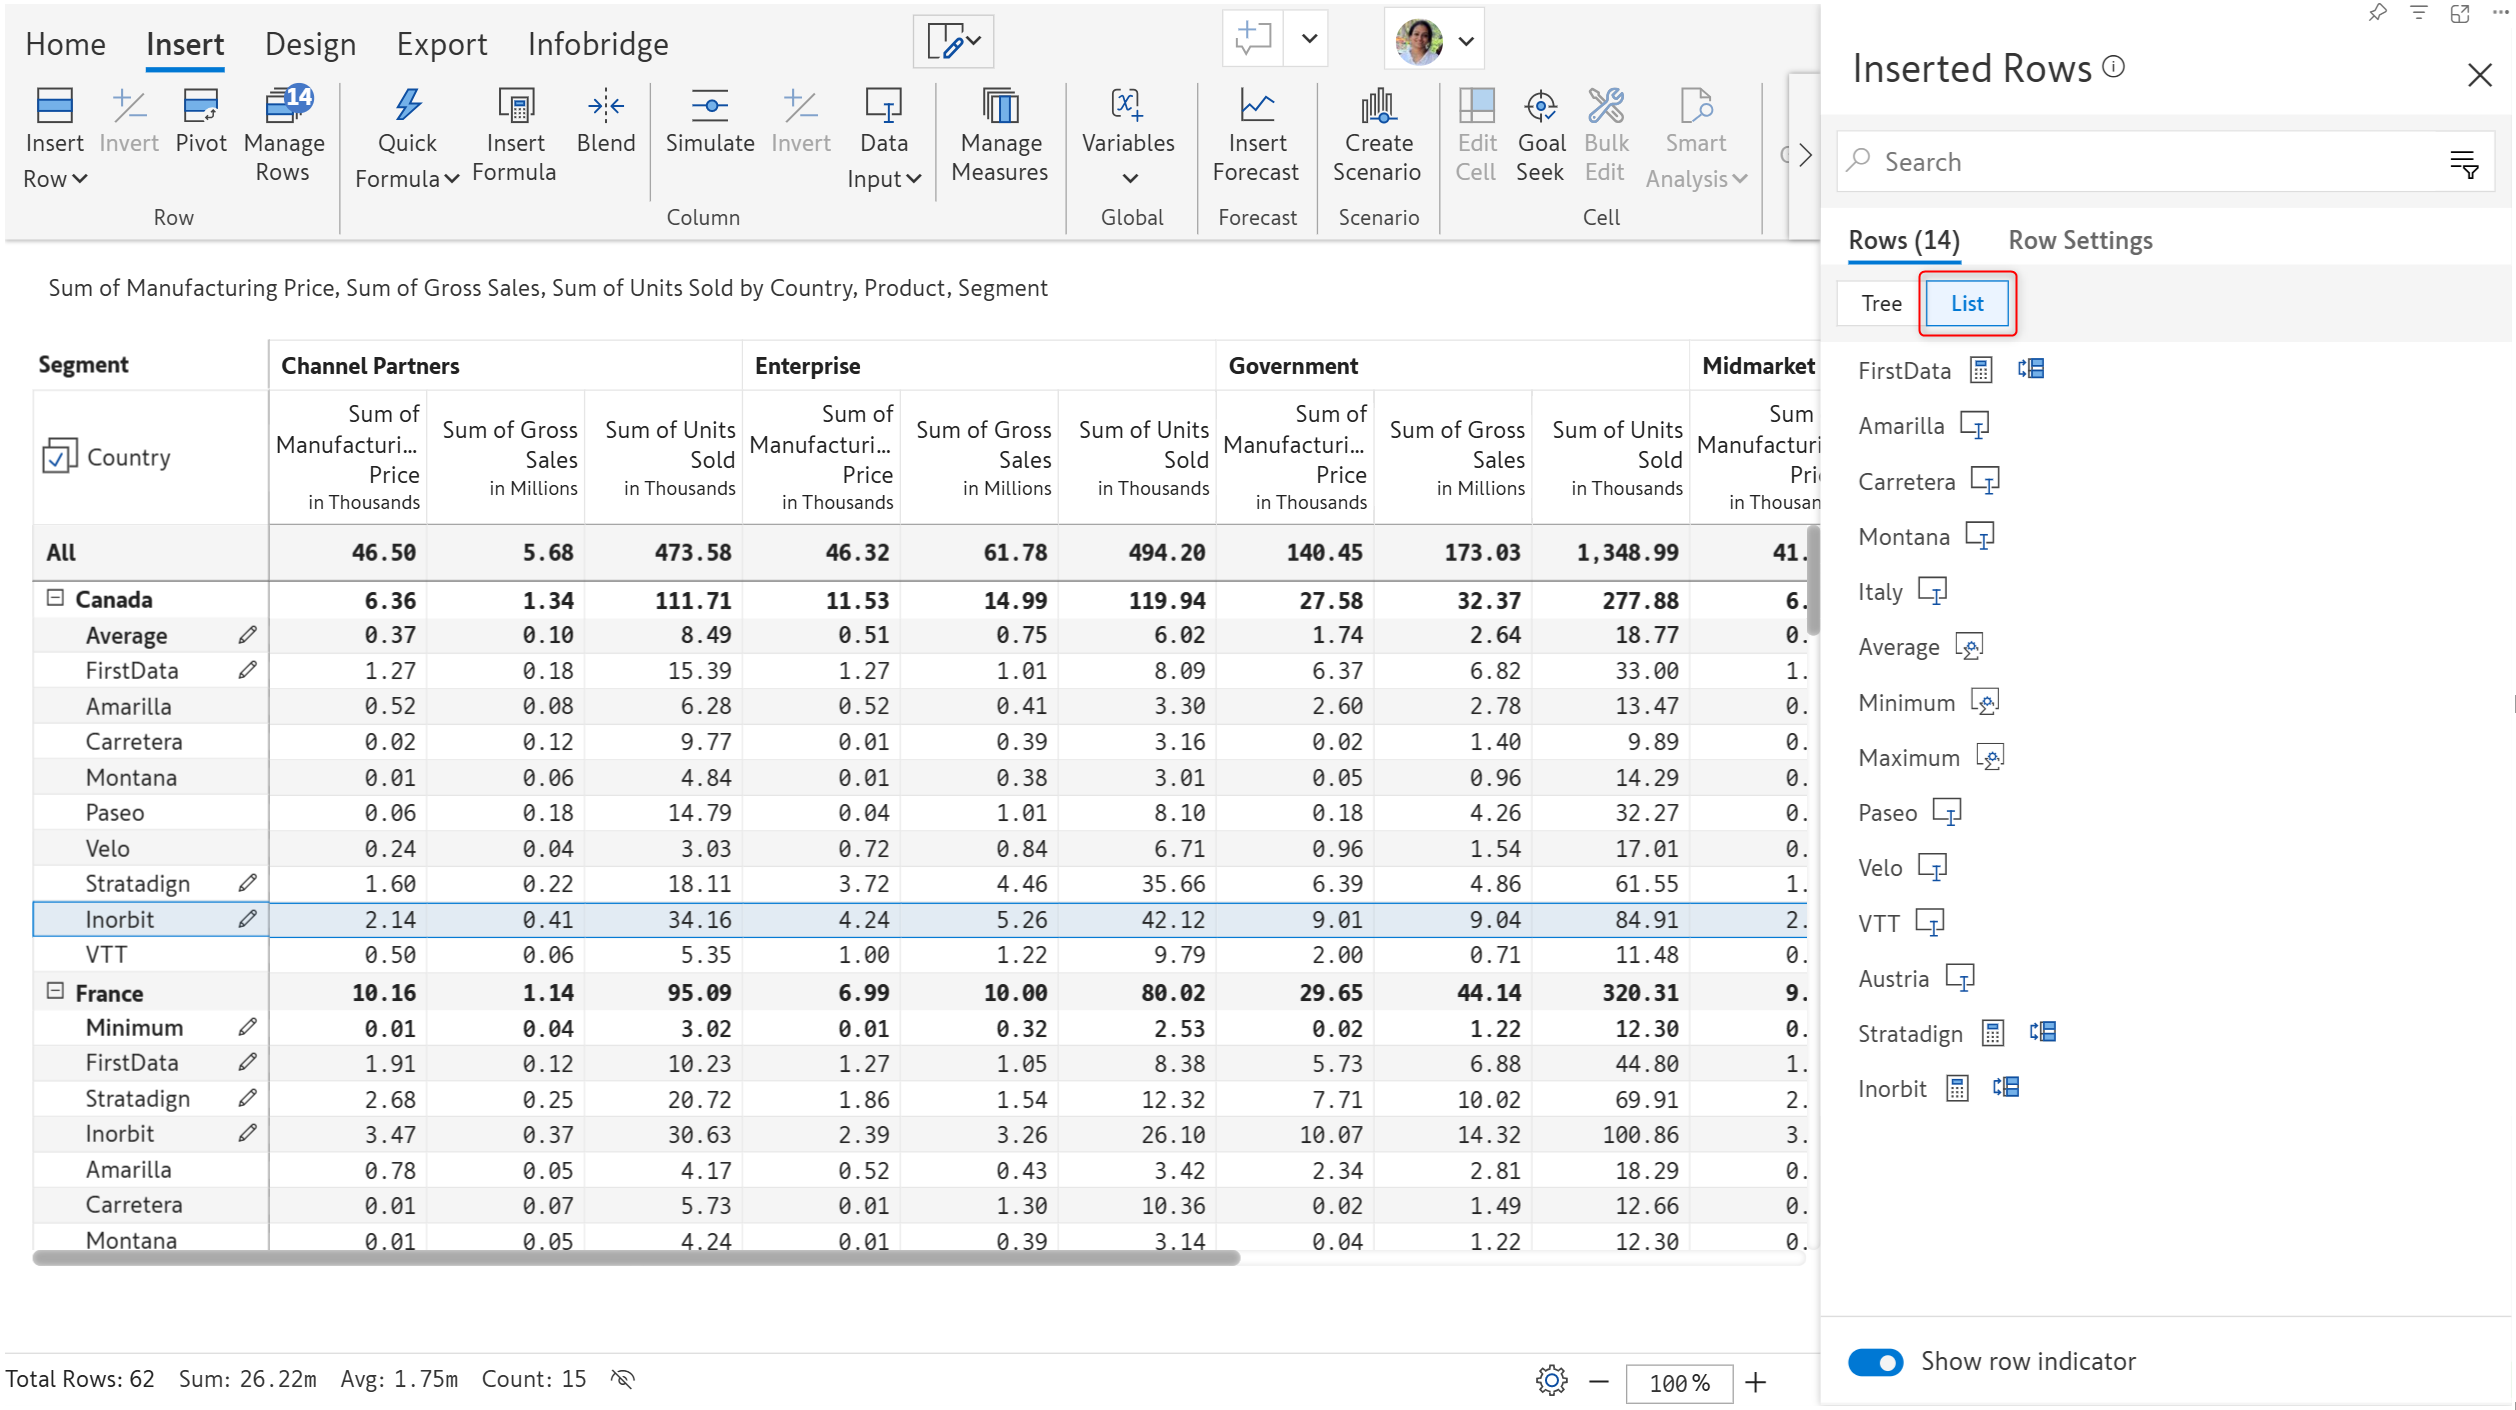 Home Insert Design Export Infobridge
14
Insert Row Invert Pivot Manage Rows Quick Formula Insert Formula Blend Simulate Invert Data Input Manage Measures Variables Insert Forecast Create Scenario Edit Cell Goal Seek Bulk Edit Smart Analysis
Row Column Global Forecast Scenario Cell
Sum of Manufacturing Price, Sum of Gross Sales, Sum of Units Sold by Country, Product, Segment
Segment Channel Partners Enterprise Government Midmarket
Country Sum of Manufacturi... Price in Thousands Sum of Gross Sales in Millions Sum of Units Sold in Thousands Sum of Manufacturi... Price in Thousands Sum of Gross Sales in Millions Sum of Units Sold in Thousands Sum of Manufacturi... Price in Thousands Sum of Gross Sales in Millions Sum of Units Sold in Thousands Sum
All 46.50 5.68 473.58 46.32 61.78 494.20 140.45 173.03 1,348.99 41.
Canada 6.36 1.34 111.71 11.53 14.99 119.94 27.58 32.37 277.88 6.
Average 0.37 0.10 8.49 0.51 0.75 6.02 1.74 2.64 18.77 0.
FirstData 1.27 0.18 15.39 1.27 1.01 8.09 6.37 6.82 33.00 1.
Amarilla 0.52 0.08 6.28 0.52 0.41 3.30 2.60 2.78 13.47 0.
Carretera 0.02 0.12 9.77 0.01 0.39 3.16 0.02 1.40 9.89 0.
Montana 0.01 0.06 4.84 0.01 0.38 3.01 0.05 0.96 14.29 0.
Paseo 0.06 0.18 14.79 0.04 1.01 8.10 0.18 4.26 32.27 0.
Velo 0.24 0.04 3.03 0.72 0.84 6.71 0.96 1.54 17.01 0.
Stratadign 1.60 0.22 18.11 3.72 4.46 35.66 6.39 4.86 61.55 1.
Inorbit 2.14 0.41 34.16 4.24 5.26 42.12 9.01 9.04 84.91 2.
VTT 0.50 0.06 5.35 1.00 1.22 9.79 2.00 0.71 11.48 0.
France 10.16 1.14 95.09 6.99 10.00 80.02 29.65 44.14 320.31 9.
Minimum 0.01 0.04 3.02 0.01 0.32 2.53 0.02 1.22 12.30 0.
FirstData 1.91 0.12 10.23 1.27 1.05 8.38 5.73 6.88 44.80 1.
Stratadign 2.68 0.25 20.72 1.86 1.54 12.32 7.71 10.02 69.91 2.
Inorbit 3.47 0.37 30.63 2.39 3.26 26.10 10.07 14.32 100.86 3.
Amarilla 0.78 0.05 4.17 0.52 0.43 3.42 2.34 2.81 18.29 0.
Carretera 0.01 0.07 5.73 0.01 1.30 10.36 0.02 1.49 12.66 0.
Montana 0.01 0.05 4.24 0.01 0.39 3.14 0.04 1.22 12.30 0.
Total Rows: 62 Sum: 26.22m Avg: 1.75m Count: 15
100%
Inserted Rows
Search
Rows (14) Row Settings
Tree List
FirstData
Amarilla
Carretera
Montana
Italy
Average
Minimum
Maximum
Paseo
Velo
VTT
Austria
Stratadign
Inorbit
Show row indicator